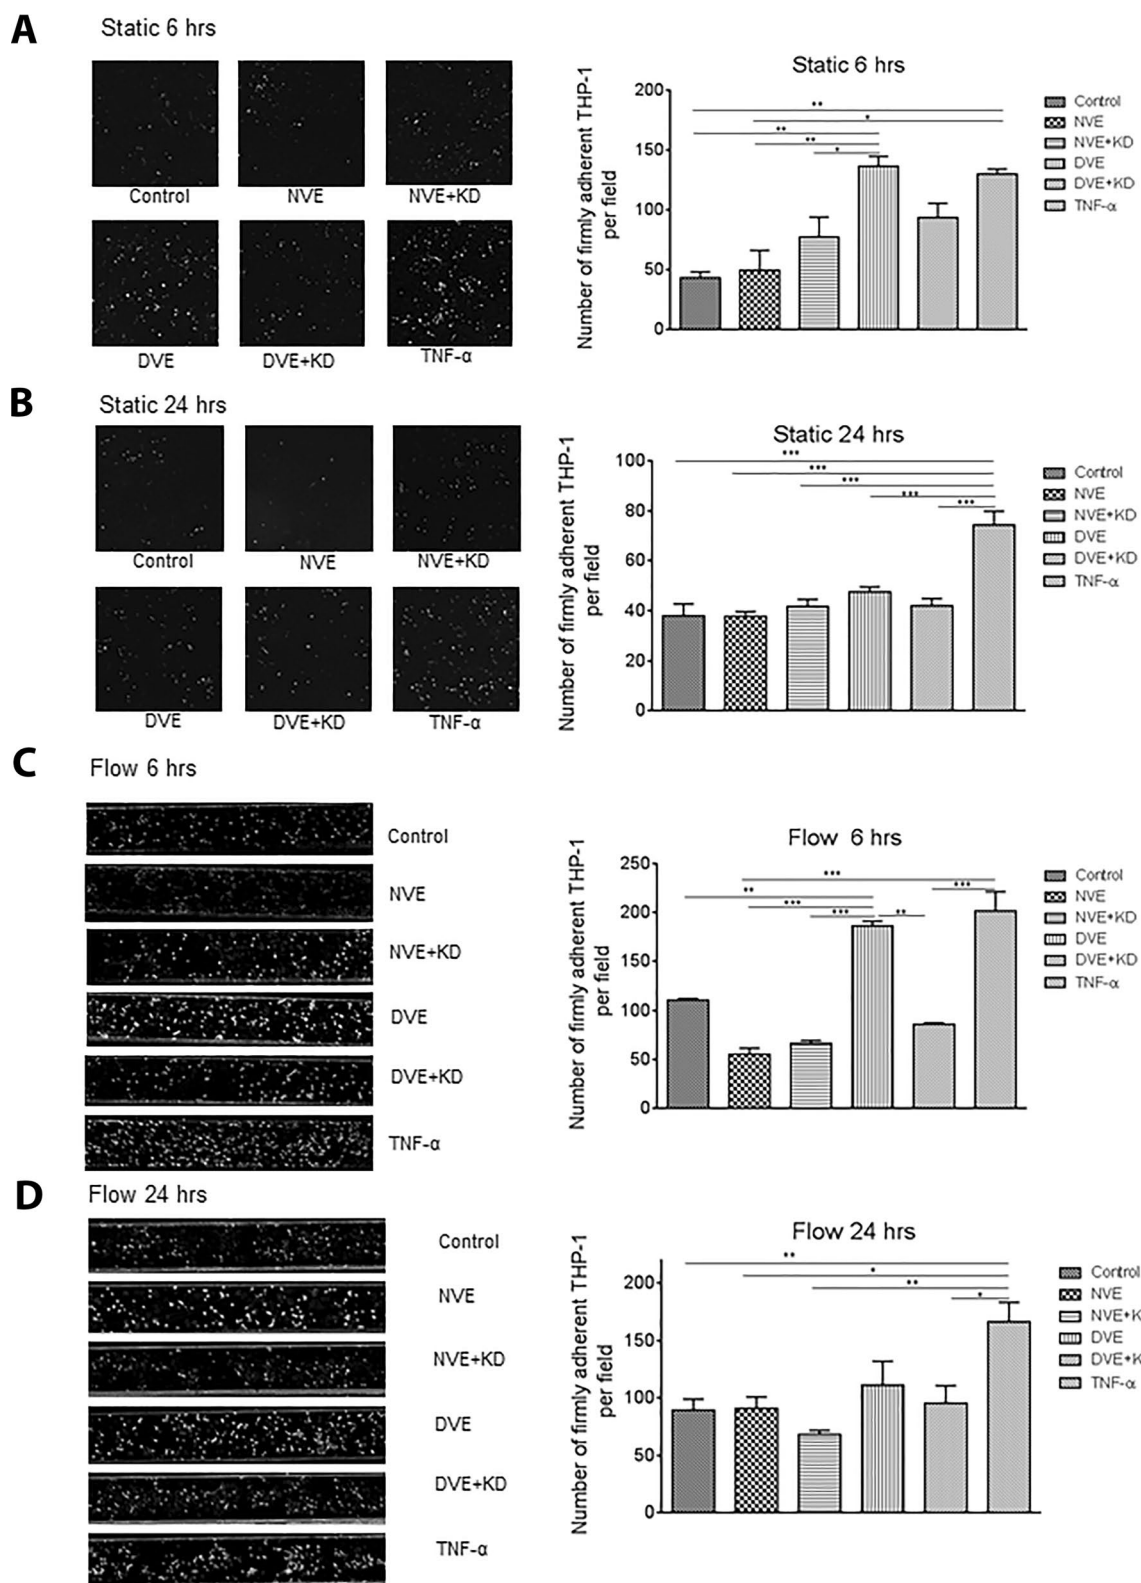 A
Static 6 hrs
Control
NVE
NVE+KD
DVE
DVE+KD
TNF-α
Number of firmly adherent THP-1
per field
Static 6 hrs
200
150
100
50
0
**
*
**
**
*
Control
NVE
NVE+KD
DVE
DVE+KD
TNF-α
B
Static 24 hrs
Control
NVE
NVE+KD
DVE
DVE+KD
TNF-α
Number of firmly adherent THP-1
per field
Static 24 hrs
100
80
60
40
20
0
***
***
***
***
***
Control
NVE
NVE+KD
DVE
DVE+KD
TNF-α
C
Flow 6 hrs
Control
NVE
NVE+KD
DVE
DVE+KD
TNF-α
Number of firmly adherent THP-1
per field
Flow 6 hrs
250
200
150
100
50
0
***
***
**
***
***
**
Control
NVE
NVE+KD
DVE
DVE+KD
TNF-α
D
Flow 24 hrs
Control
NVE
NVE+KD
DVE
DVE+KD
TNF-α
Number of firmly adherent THP-1
per field
Flow 24 hrs
200
150
100
50
0
**
*
**
*
Control
NVE
NVE+K
DVE
DVE+K
TNF-α